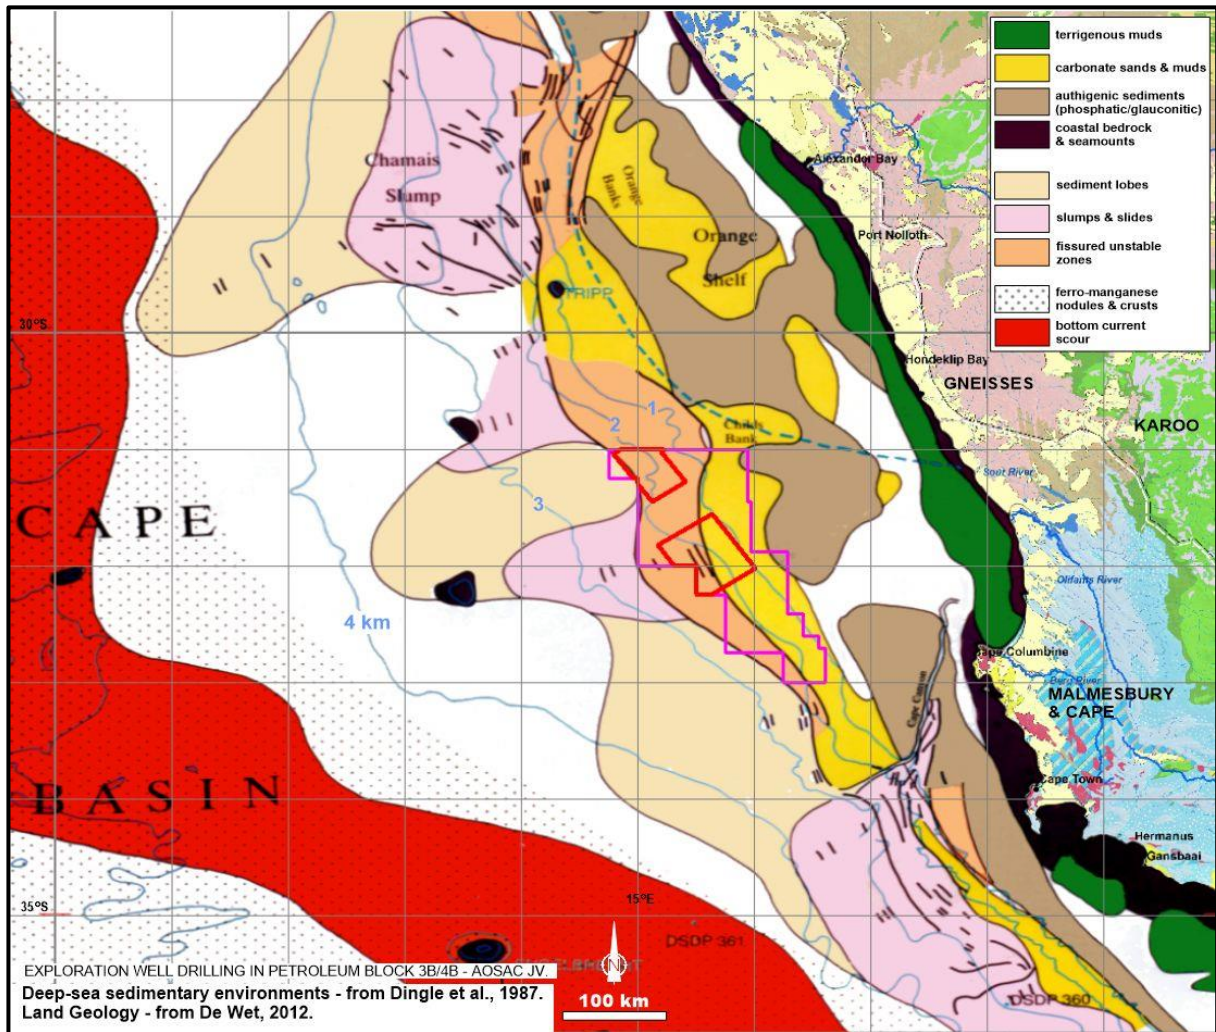 terrigenous muds
carbonate sands & muds
authigenic sediments
(phosphatic/glauconitic)
coastal bedrock
& seamounts
sediment lobes
slumps & slides
fissured unstable
zones
ferro-manganese
nodules & crusts
bottom current
scour
Chamais
Slump
Orange
Banks
Alexander Bay
Orange
Shelf
Port Nolloth
TRIPP
30°S
Hondeklip Bay
GNEISSES
KAROO
1
2
Childs
Bank
Soet River
3
CAPE
Olifants River
4 km
Cape Columbine
Berg River
MALMESBURY
& CAPE
Cape Canyon
Cape Town
BASIN
Hermanus
Gansbaai
35°S
15°E
DSDP 361
N
100 km
DSDP 360
EXPLORATION WELL DRILLING IN PETROLEUM BLOCK 3B/4B - AOSAC JV.
Deep-sea sedimentary environments - from Dingle et al., 1987.
Land Geology - from De Wet, 2012.